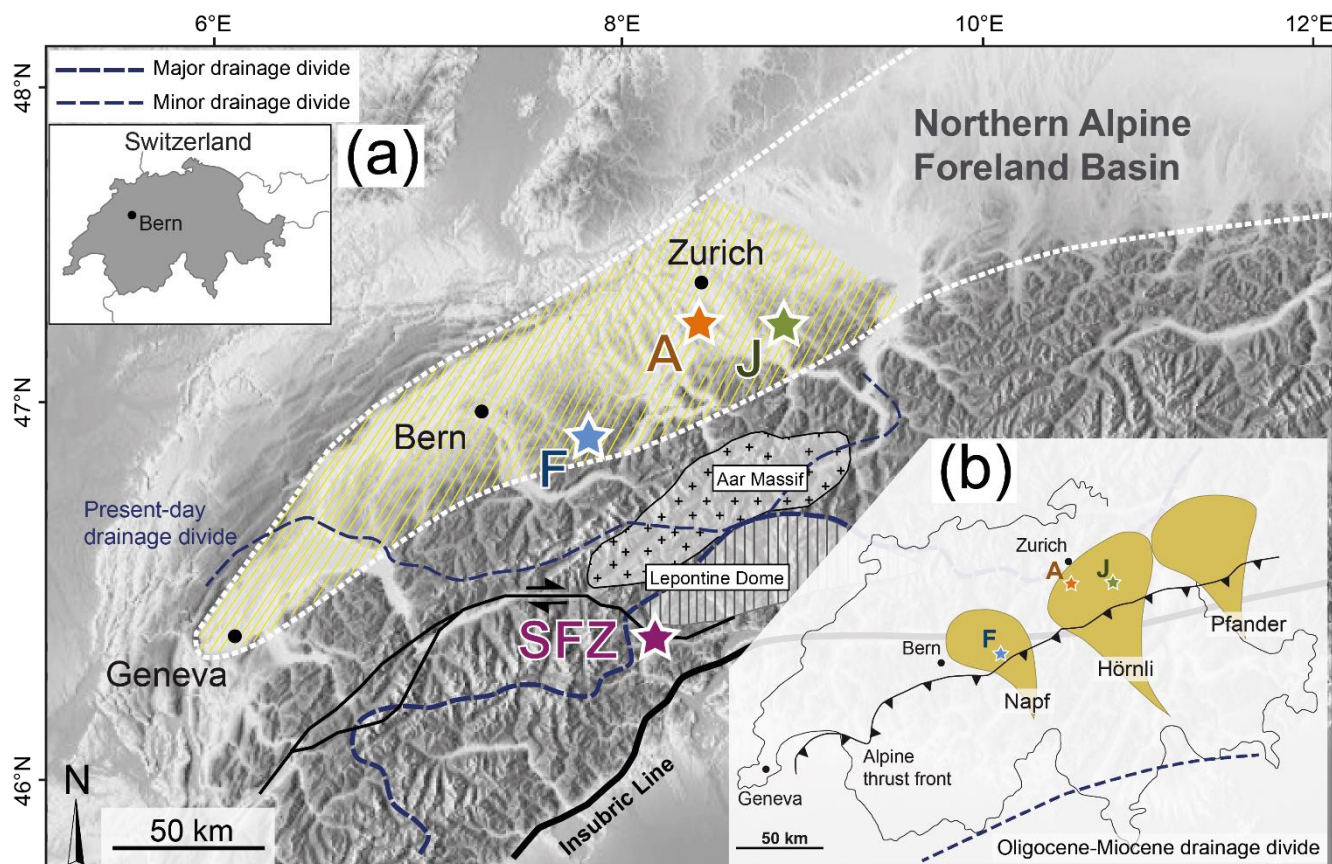 6°E
8°E
10°E
12°E
48°N
47°N
46°N
Major drainage divide
Minor drainage divide
Switzerland
Bern
(a)
Northern Alpine
Foreland Basin
Zurich
A
J
Bern
F
Aar Massif
Present-day
drainage divide
Lepontine Dome
SFZ
Geneva
Insubric Line
N
50 km
(b)
Zurich
A
J
Pfander
F
Bern
Hörnli
Napf
Alpine
thrust front
Geneva
50 km
Oligocene-Miocene drainage divide